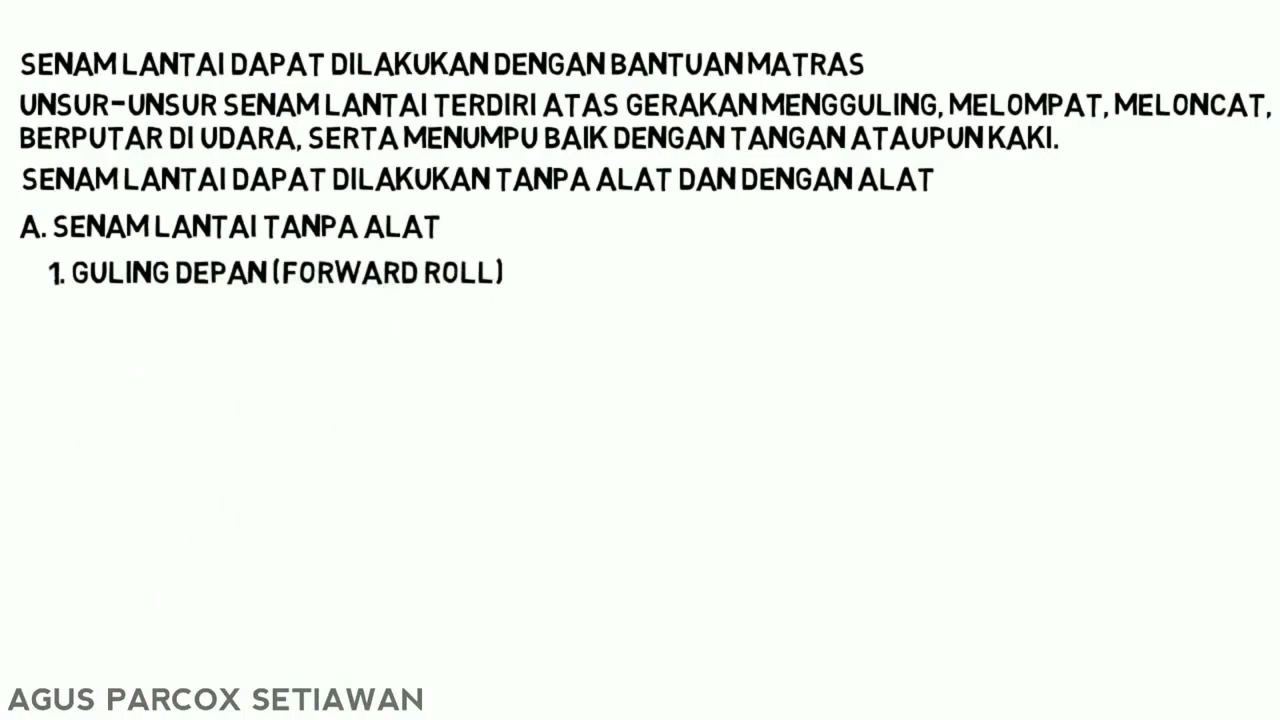 SENAM LANTAI DAPAT DILAKUKAN DENGAN BANTUAN MATRAS
UNSUR-UNSUR SENAM LANTAI TERDIRI ATAS GERAKAN MENGGULING, MELOMPAT, MELONCAT,
BERPUTAR DI UDARA, SERTA MENUMPU BAIK DENGAN TANGAN ATAUPUN KAKI.
SENAM LANTAI DAPAT DILAKUKAN TANPA ALAT DAN DENGAN ALAT
A. SENAM LANTAI TANPA ALAT
1. GULING DEPAN (FORWARD ROLL)
AGUS PARCOX SETIAWAN